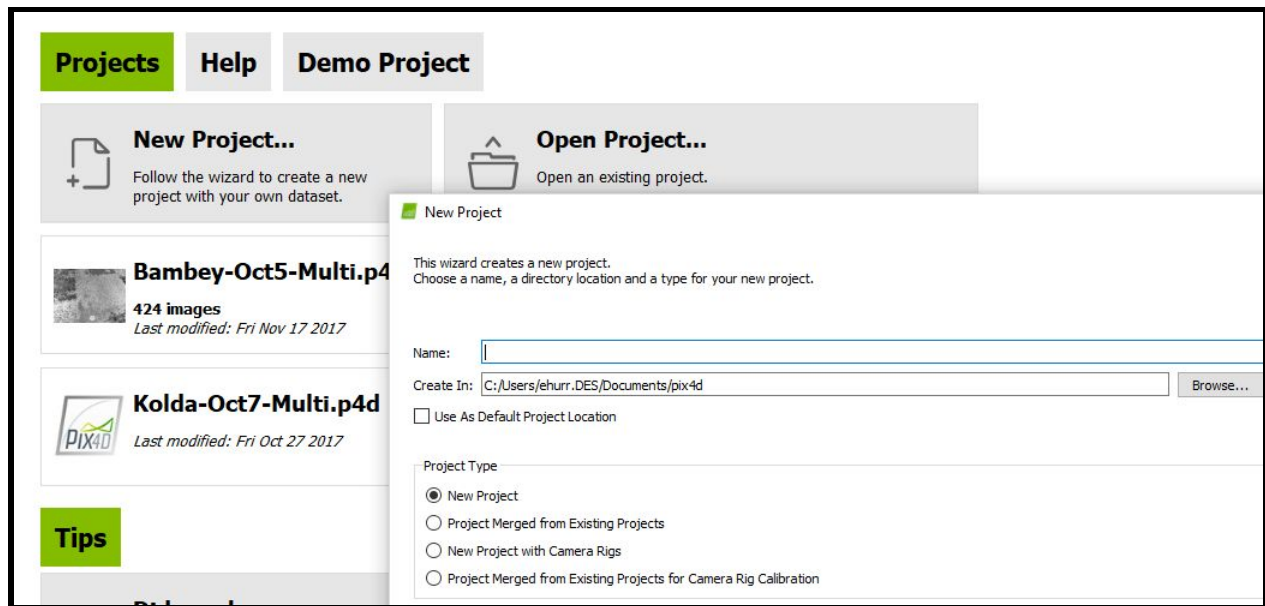 Projects
Help
Demo Project
New Project...
Follow the wizard to create a new
project with your own dataset.
Open Project...
Open an existing project.
New Project
This wizard creates a new project.
Choose a name, a directory location and a type for your new project.
Bambey-Oct5-Multi.p4
424 images
Last modified: Fri Nov 17 2017
Name:
Create In: C:/Users/ehurr.DES/Documents/pix4d Browse...
Use As Default Project Location
PIX4D
Kolda-Oct7-Multi.p4d
Last modified: Fri Oct 27 2017
Project Type
New Project
Project Merged from Existing Projects
New Project with Camera Rigs
Project Merged from Existing Projects for Camera Rig Calibration
Tips